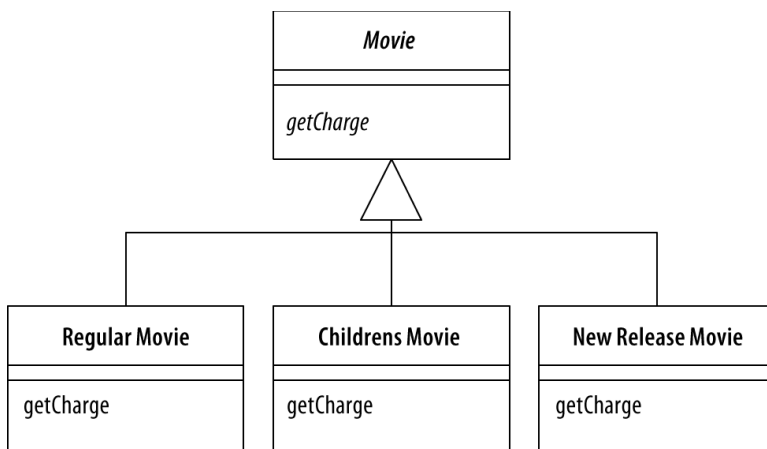 Movie
getCharge
Regular Movie
Childrens Movie
New Release Movie
getCharge
getCharge
getCharge